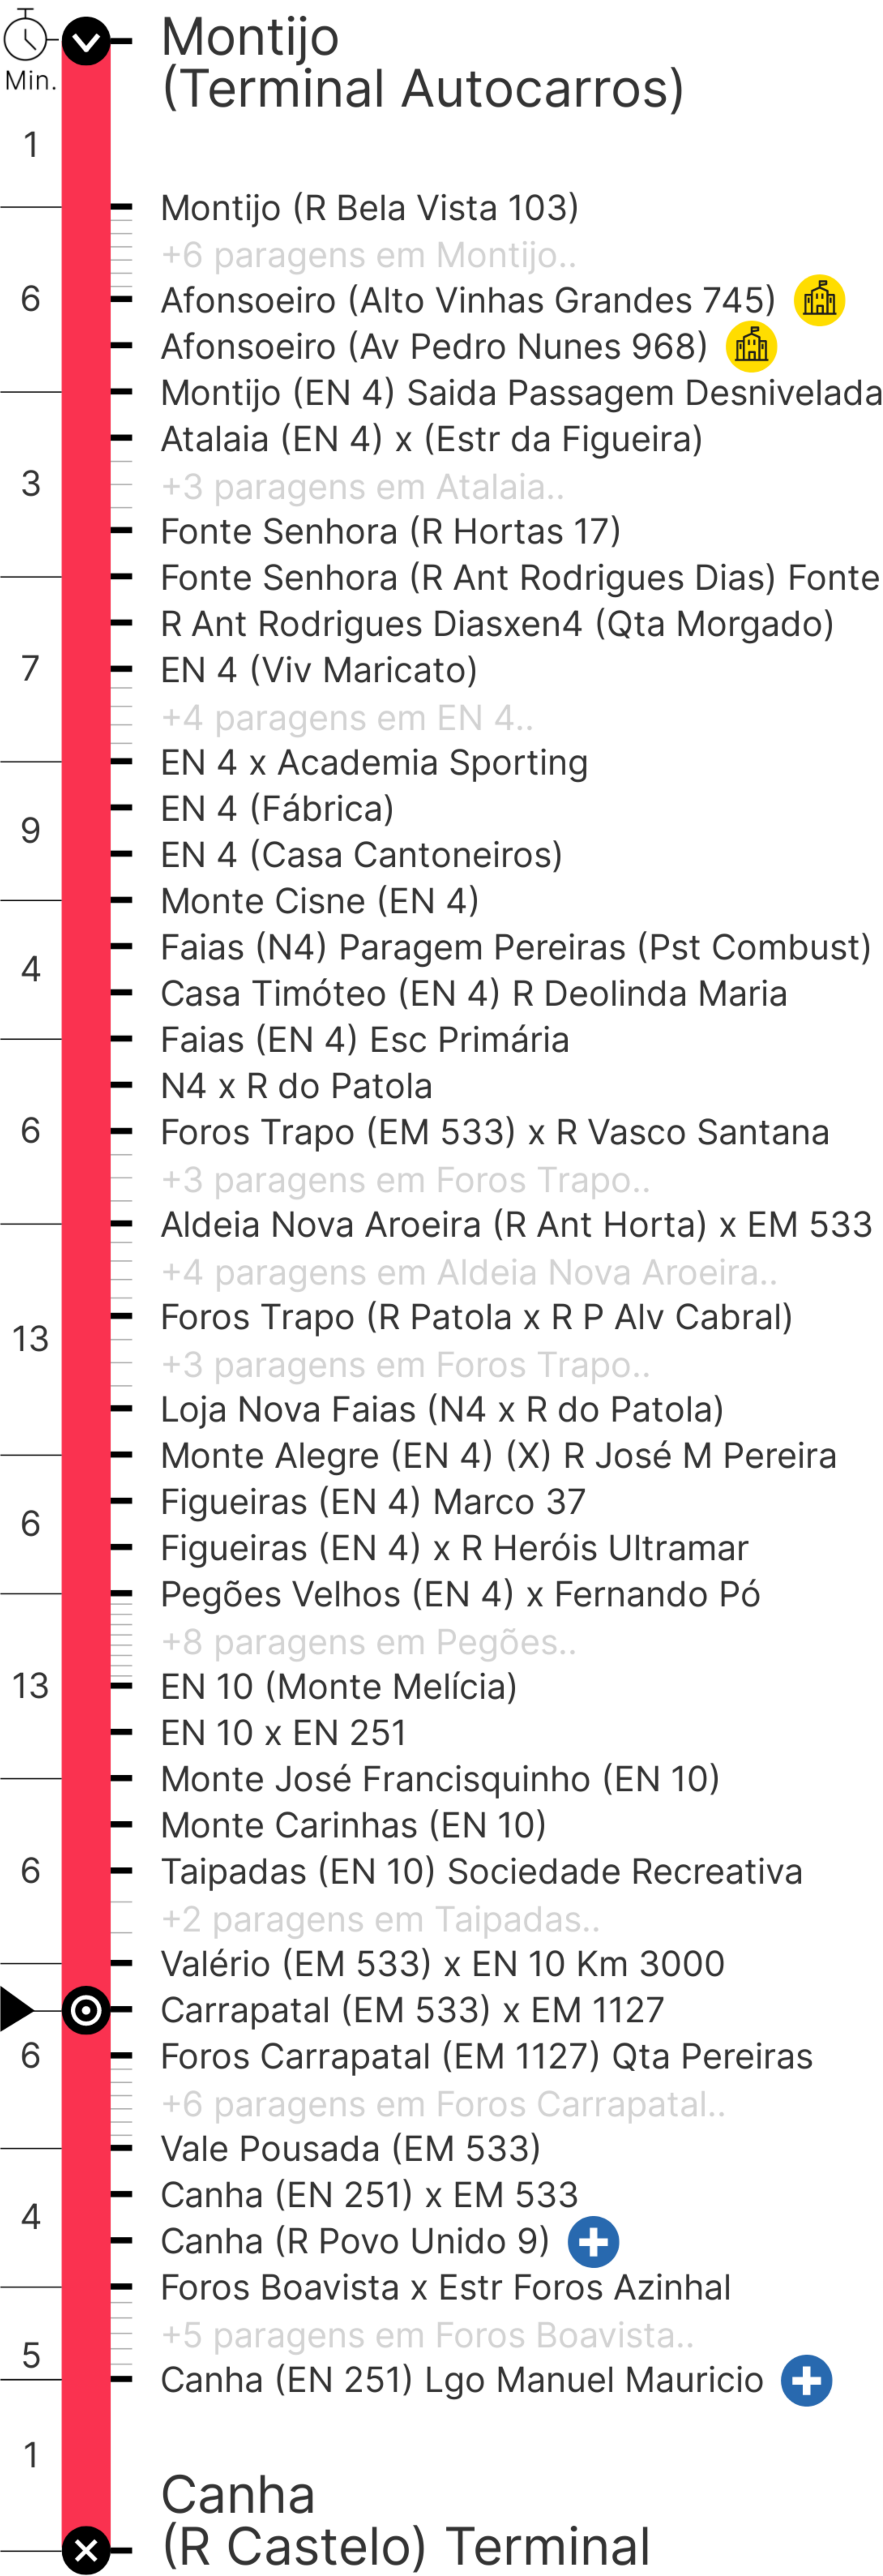 Montijo
(Terminal Autocarros)
Min.
1
Montijo (R Bela Vista 103)
+6 paragens em Montijo..
6
Afonsoeiro (Alto Vinhas Grandes 745)
Afonsoeiro (Av Pedro Nunes 968)
Montijo (EN 4) Saida Passagem Desnivelada
Atalaia (EN 4) x (Estr da Figueira)
3
+3 paragens em Atalaia..
Fonte Senhora (R Hortas 17)
Fonte Senhora (R Ant Rodrigues Dias) Fonte
R Ant Rodrigues Diasxen4 (Qta Morgado)
7
EN 4 (Viv Maricato)
+4 paragens em EN 4..
EN 4 x Academia Sporting
EN 4 (Fábrica)
9
EN 4 (Casa Cantoneiros)
Monte Cisne (EN 4)
Faias (N4) Paragem Pereiras (Pst Combust)
4
Casa Timóteo (EN 4) R Deolinda Maria
Faias (EN 4) Esc Primária
N4 x R do Patola
6
Foros Trapo (EM 533) x R Vasco Santana
+3 paragens em Foros Trapo..
Aldeia Nova Aroeira (R Ant Horta) x EM 533
+4 paragens em Aldeia Nova Aroeira..
Foros Trapo (R Patola x R P Alv Cabral)
13
+3 paragens em Foros Trapo..
Loja Nova Faias (N4 x R do Patola)
Monte Alegre (EN 4) (X) R José M Pereira
Figueiras (EN 4) Marco 37
6
Figueiras (EN 4) x R Heróis Ultramar
Pegões Velhos (EN 4) x Fernando Pó
+8 paragens em Pegões..
13
EN 10 (Monte Melícia)
EN 10 x EN 251
Monte José Francisquinho (EN 10)
Monte Carinhas (EN 10)
6
Taipadas (EN 10) Sociedade Recreativa
+2 paragens em Taipadas..
Valério (EM 533) x EN 10 Km 3000
Carrapatal (EM 533) x EM 1127
6
Foros Carrapatal (EM 1127) Qta Pereiras
+6 paragens em Foros Carrapatal..
Vale Pousada (EM 533)
Canha (EN 251) x EM 533
4
Canha (R Povo Unido 9)
Foros Boavista x Estr Foros Azinhal
+5 paragens em Foros Boavista..
5
Canha (EN 251) Lgo Manuel Mauricio
1
Canha
(R Castelo) Terminal